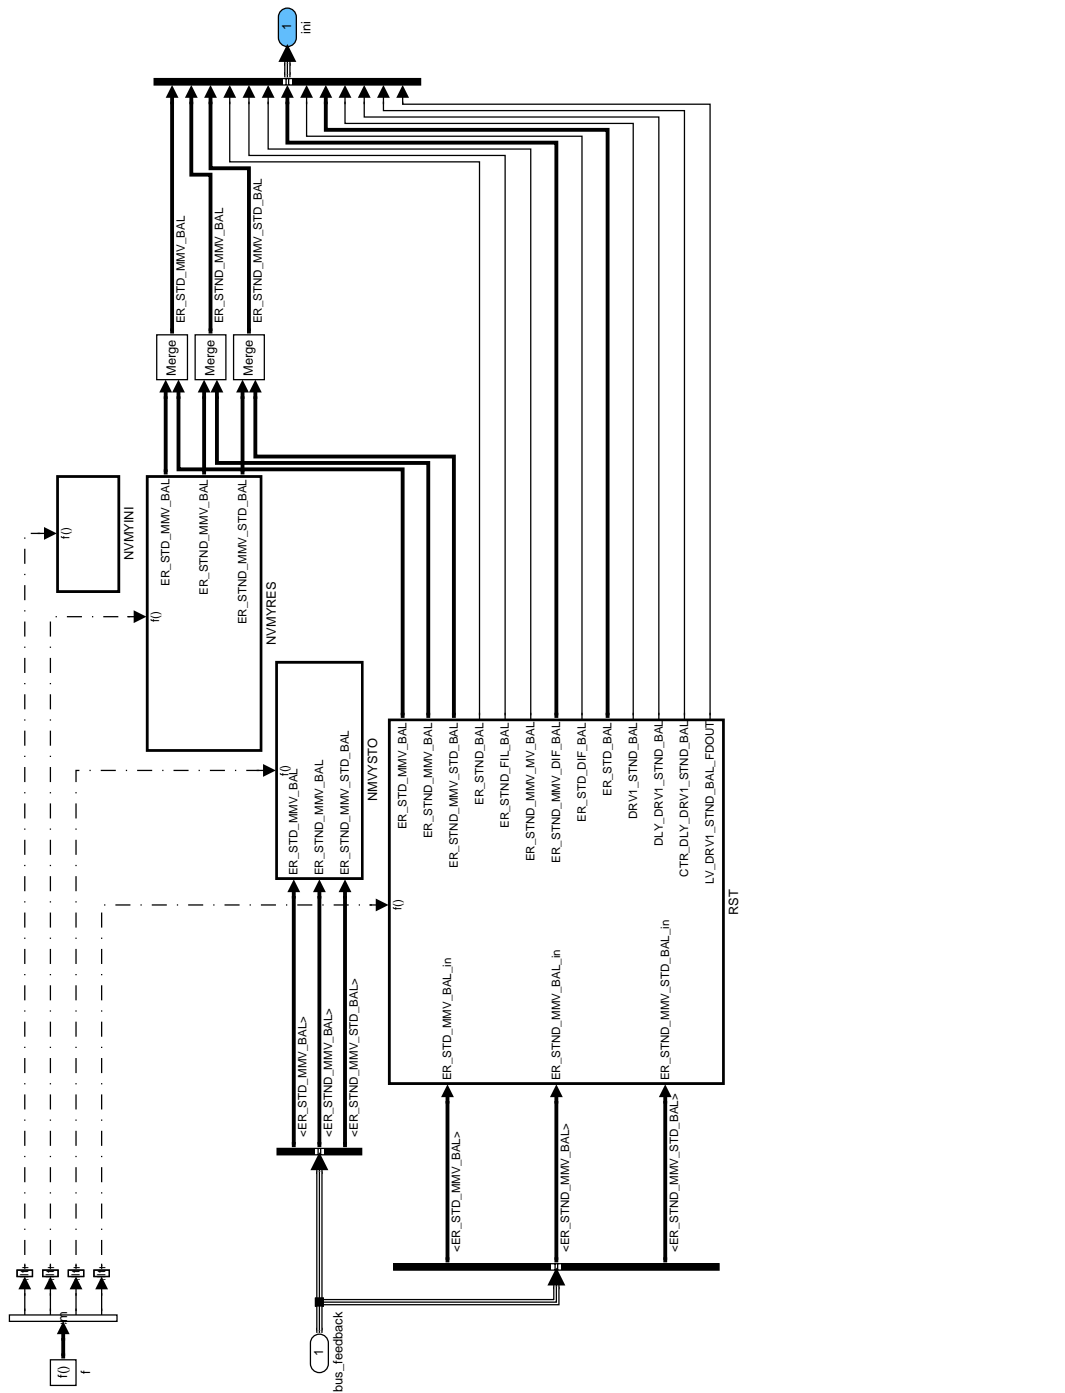 1
ini
ER_STD_MMV_BAL
ER_STND_MMV_BAL
ER_STND_MMV_STD_BAL
Merge
Merge
Merge
f()
NVMYINI
f()
ER_STD_MMV_BAL
ER_STND_MMV_BAL
ER_STND_MMV_STD_BAL
NVMYRES
f()
ER_STD_MMV_BAL
ER_STND_MMV_BAL
ER_STND_MMV_STD_BAL
NMVYSTO
<ER_STD_MMV_BAL>
<ER_STND_MMV_BAL>
<ER_STND_MMV_STD_BAL>
f()
ER_STD_MMV_BAL
ER_STND_MMV_BAL
ER_STND_MMV_STD_BAL
ER_STND_BAL
ER_STND_FIL_BAL
ER_STND_MMV_MV_BAL
ER_STND_MMV_DIF_BAL
ER_STD_DIF_BAL
ER_STD_BAL
DRV1_STND_BAL
DLY_DRV1_STND_BAL
CTR_DLY_DRV1_STND_BAL
LV_DRV1_STND_BAL_FDOUT
ER_STD_MMV_BAL_in
ER_STND_MMV_BAL_in
ER_STND_MMV_STD_BAL_in
RST
<ER_STD_MMV_BAL>
<ER_STND_MMV_BAL>
<ER_STND_MMV_STD_BAL>
1
bus_feedback
f()
f